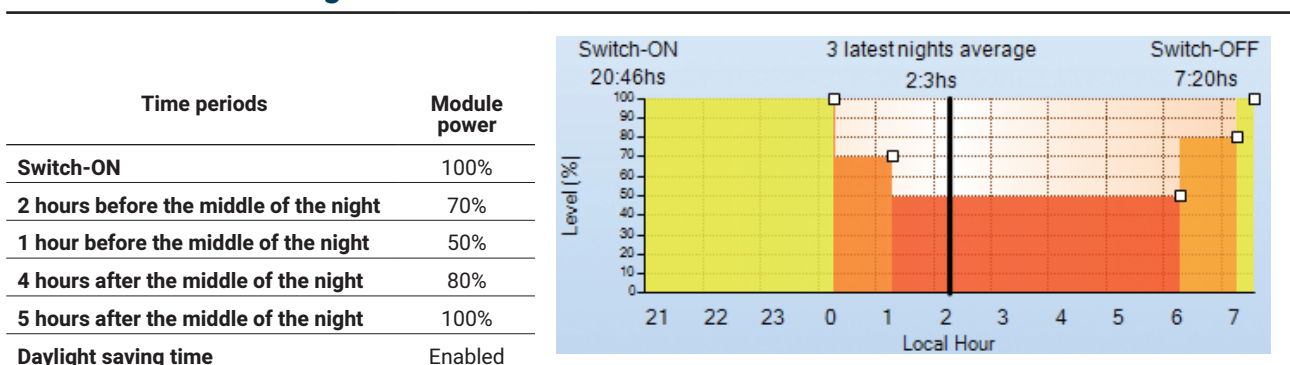 Time periods Module power
Switch-ON 100%
2 hours before the middle of the night 70%
1 hour before the middle of the night 50%
4 hours after the middle of the night 80%
5 hours after the middle of the night 100%
Daylight saving time Enabled
Switch-ON 3 latest nights average Switch-OFF
20:46hs 2:3hs 7:20hs
100
90
80
70
60
50
40
30
20
10
0
Level (%)
21 22 23 0 1 2 3 4 5 6 7
Local Hour